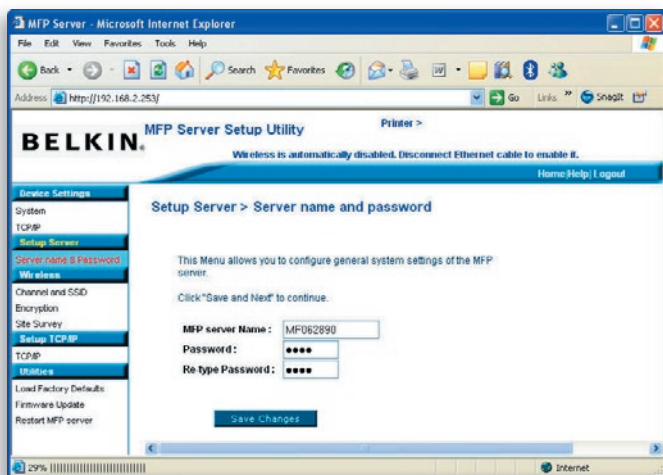 MFP Server - Microsoft Internet Explorer
File Edit View Favorites Tools Help
Back Search Favorites
Address http://192.168.2.253/ Go Links » SnagIt
BELKIN. MFP Server Setup Utility Printer >
Wireless is automatically disabled. Disconnect Ethernet cable to enable it.
Home|Help| Logout
Device Settings
System
TCP/IP
Setup Server
Server name & Password
Wireless
Channel and SSID
Encryption
Site Survey
Setup TCP/IP
TCP/IP
Utilities
Load Factory Defaults
Firmware Update
Restart MFP server
Setup Server > Server name and password
This Menu allows you to configure general system settings of the MFP
server.
Click "Save and Next" to continue.
MFP server Name : MF062890
Password : ●●●●
Re-type Password : ●●●●
Save Changes
29% Internet